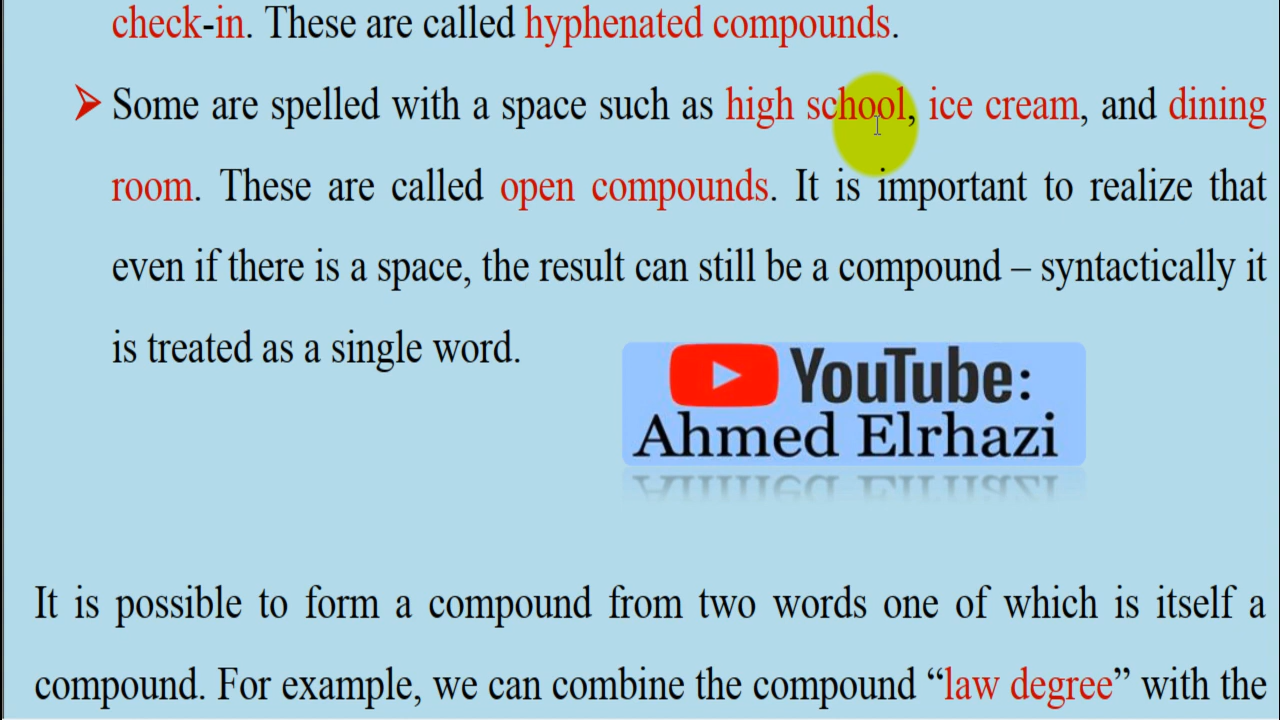 check-in. These are called hyphenated compounds.
➢ Some are spelled with a space such as high school, ice cream, and dining
room. These are called open compounds. It is important to realize that
even if there is a space, the result can still be a compound – syntactically it
is treated as a single word.
YouTube:
Ahmed Elrhazi
It is possible to form a compound from two words one of which is itself a
compound. For example, we can combine the compound “law degree” with the